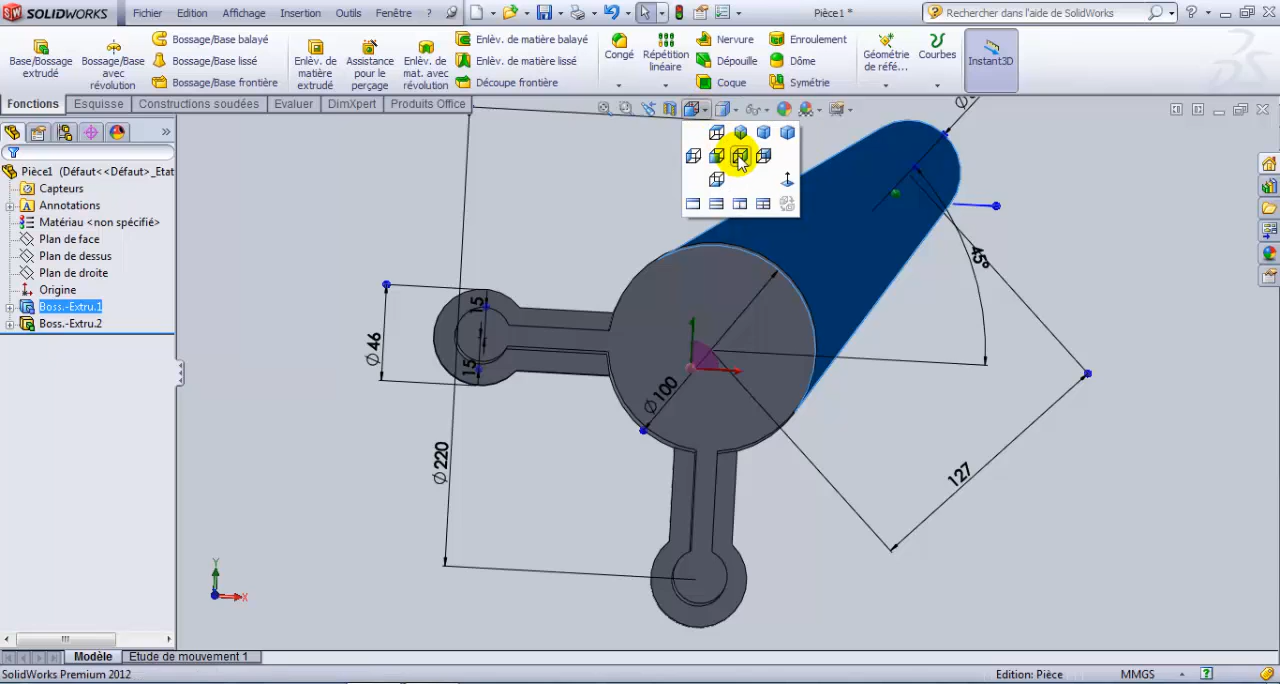 SOLIDWORKS Fichier Edition Affichage Insertion Outils Fenêtre ? Pièce1 * Rechercher dans l'aide de SolidWorks
Base/Bossage extrudé
Bossage/Base avec révolution
Bossage/Base balayé
Bossage/Base lissé
Bossage/Base frontière
Enlèv. de matière extrudé
Assistance pour le perçage
Enlèv. de mat. avec révolution
Enlèv. de matière balayé
Enlèv. de matière lissé
Découpe frontière
Congé
Répétition linéaire
Nervure
Dépouille
Coque
Enroulement
Dôme
Symétrie
Géométrie de réfé...
Courbes
Instant3D
Fonctions Esquisse Constructions soudées Evaluer DimXpert Produits Office
Pièce1 (Défaut<<Défaut>_Etat
Capteurs
Annotations
Matériau <non spécifié>
Plan de face
Plan de dessus
Plan de droite
Origine
Boss.-Extru.1
Boss.-Extru.2
45°
15
Ø46
15
Ø100
Ø220
127
Y
X
Modèle Etude de mouvement 1
SolidWorks Premium 2012 Edition: Pièce MMGS